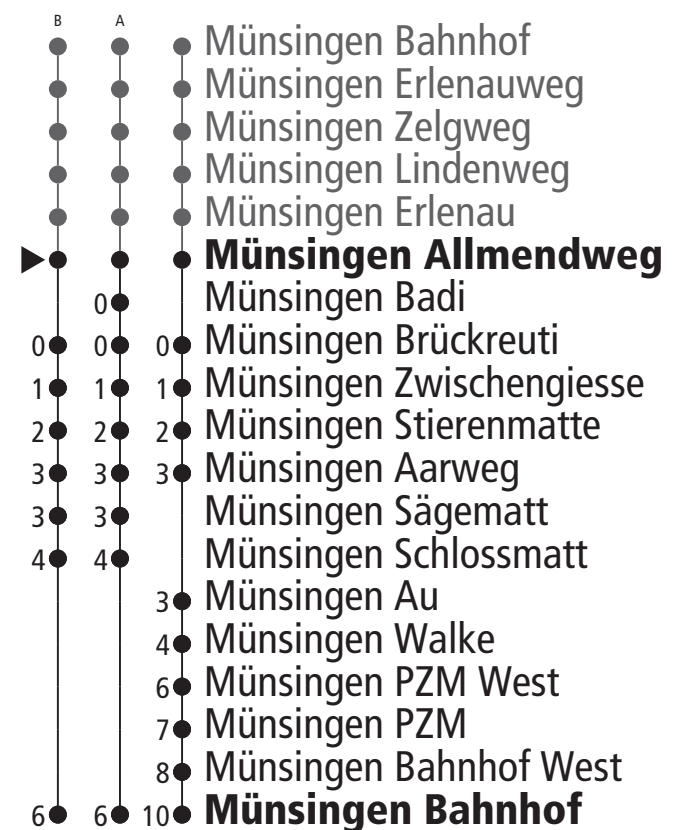 B A
Münsingen Bahnhof
Münsingen Erlenauweg
Münsingen Zelgweg
Münsingen Lindenweg
Münsingen Erlenau
Münsingen Allmendweg
0 Münsingen Badi
0 0 0 Münsingen Brückreuti
1 1 1 Münsingen Zwischengiesse
2 2 2 Münsingen Stierenmatte
3 3 3 Münsingen Aarweg
3 3 Münsingen Sägematt
4 4 Münsingen Schlossmatt
3 Münsingen Au
4 Münsingen Walke
6 Münsingen PZM West
7 Münsingen PZM
8 Münsingen Bahnhof West
6 6 10 Münsingen Bahnhof